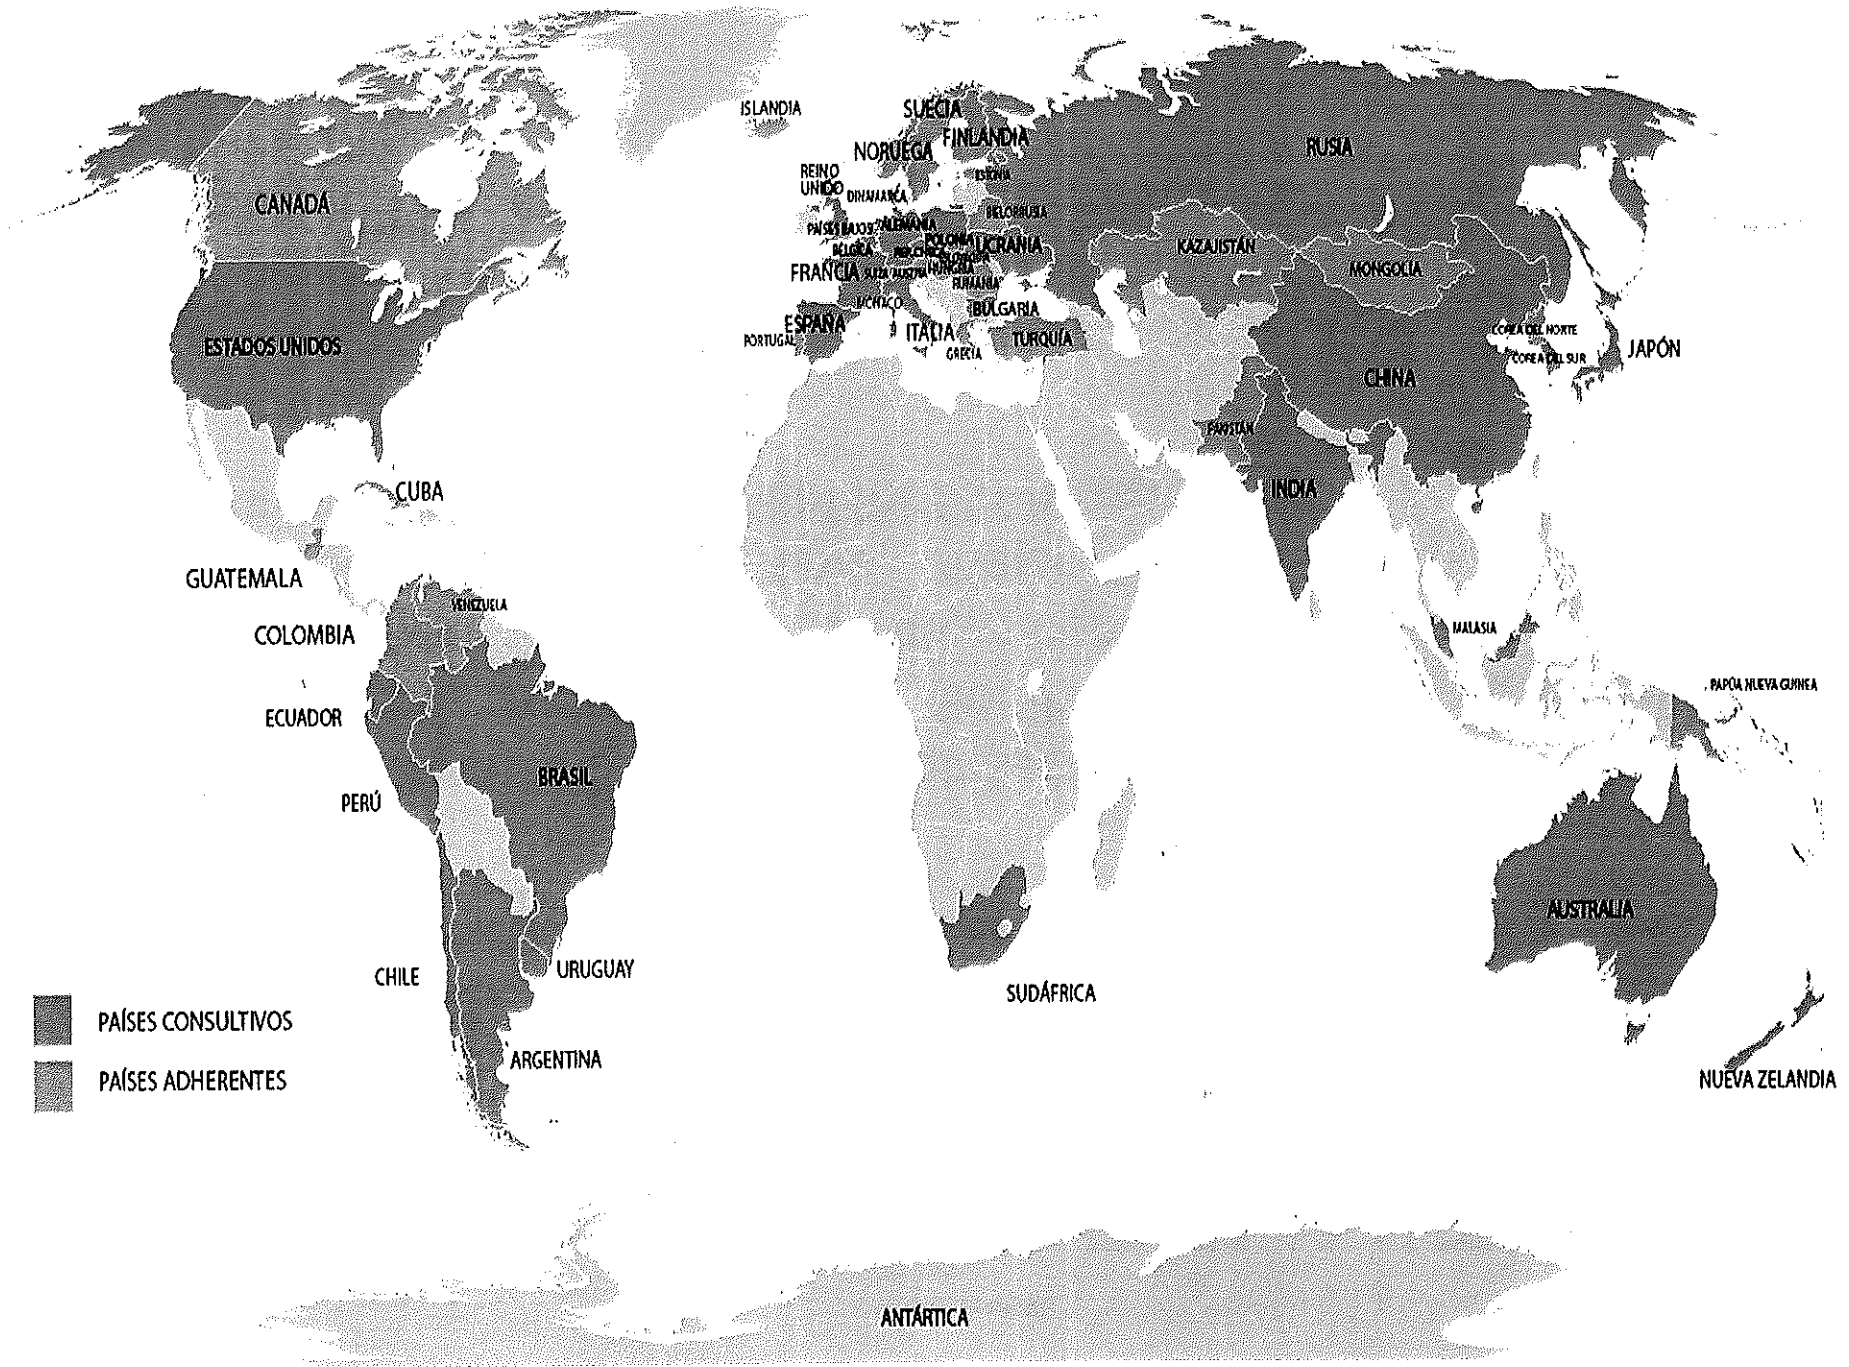 ISLANDIA
SUECIA
FINLANDIA
NORUEGA
RUSIA
REINO
UNIDO
ESTONIA
DINAMARCA
CANADÁ
BELORRUSIA
PAÍSES BAJOS
ALEMANIA
POLONIA
UCRANIA
KAZAJISTÁN
BÉLGICA
MONGOLIA
FRANCIA
SUIZA
AUSTRIA
HUNGRÍA
RUMANÍA
MONACO
BULGARIA
ESPAÑA
ITALIA
TURQUÍA
PORTUGAL
GRECIA
ESTADOS UNIDOS
COREA DEL NORTE
COREA DEL SUR
JAPÓN
CHINA
PAKISTÁN
INDIA
CUBA
GUATEMALA
VENEZUELA
COLOMBIA
MALASIA
PAPÚA NUEVA GUINEA
ECUADOR
BRASIL
PERÚ
AUSTRALIA
CHILE
URUGUAY
SUDÁFRICA
PAÍSES CONSULTIVOS
ARGENTINA
PAÍSES ADHERENTES
NUEVA ZELANDIA
ANTÁRTICA